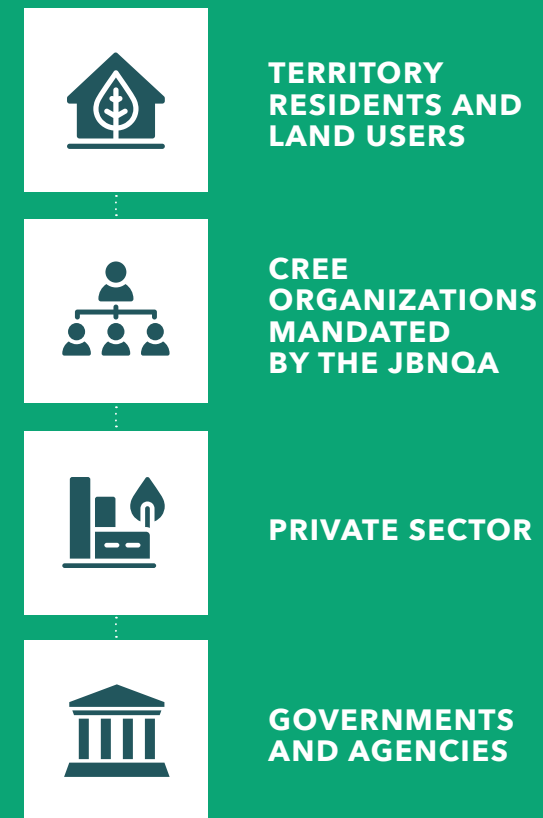 TERRITORY
RESIDENTS AND
LAND USERS
CREE
ORGANIZATIONS
MANDATED
BY THE JBNQA
PRIVATE SECTOR
GOVERNMENTS
AND AGENCIES